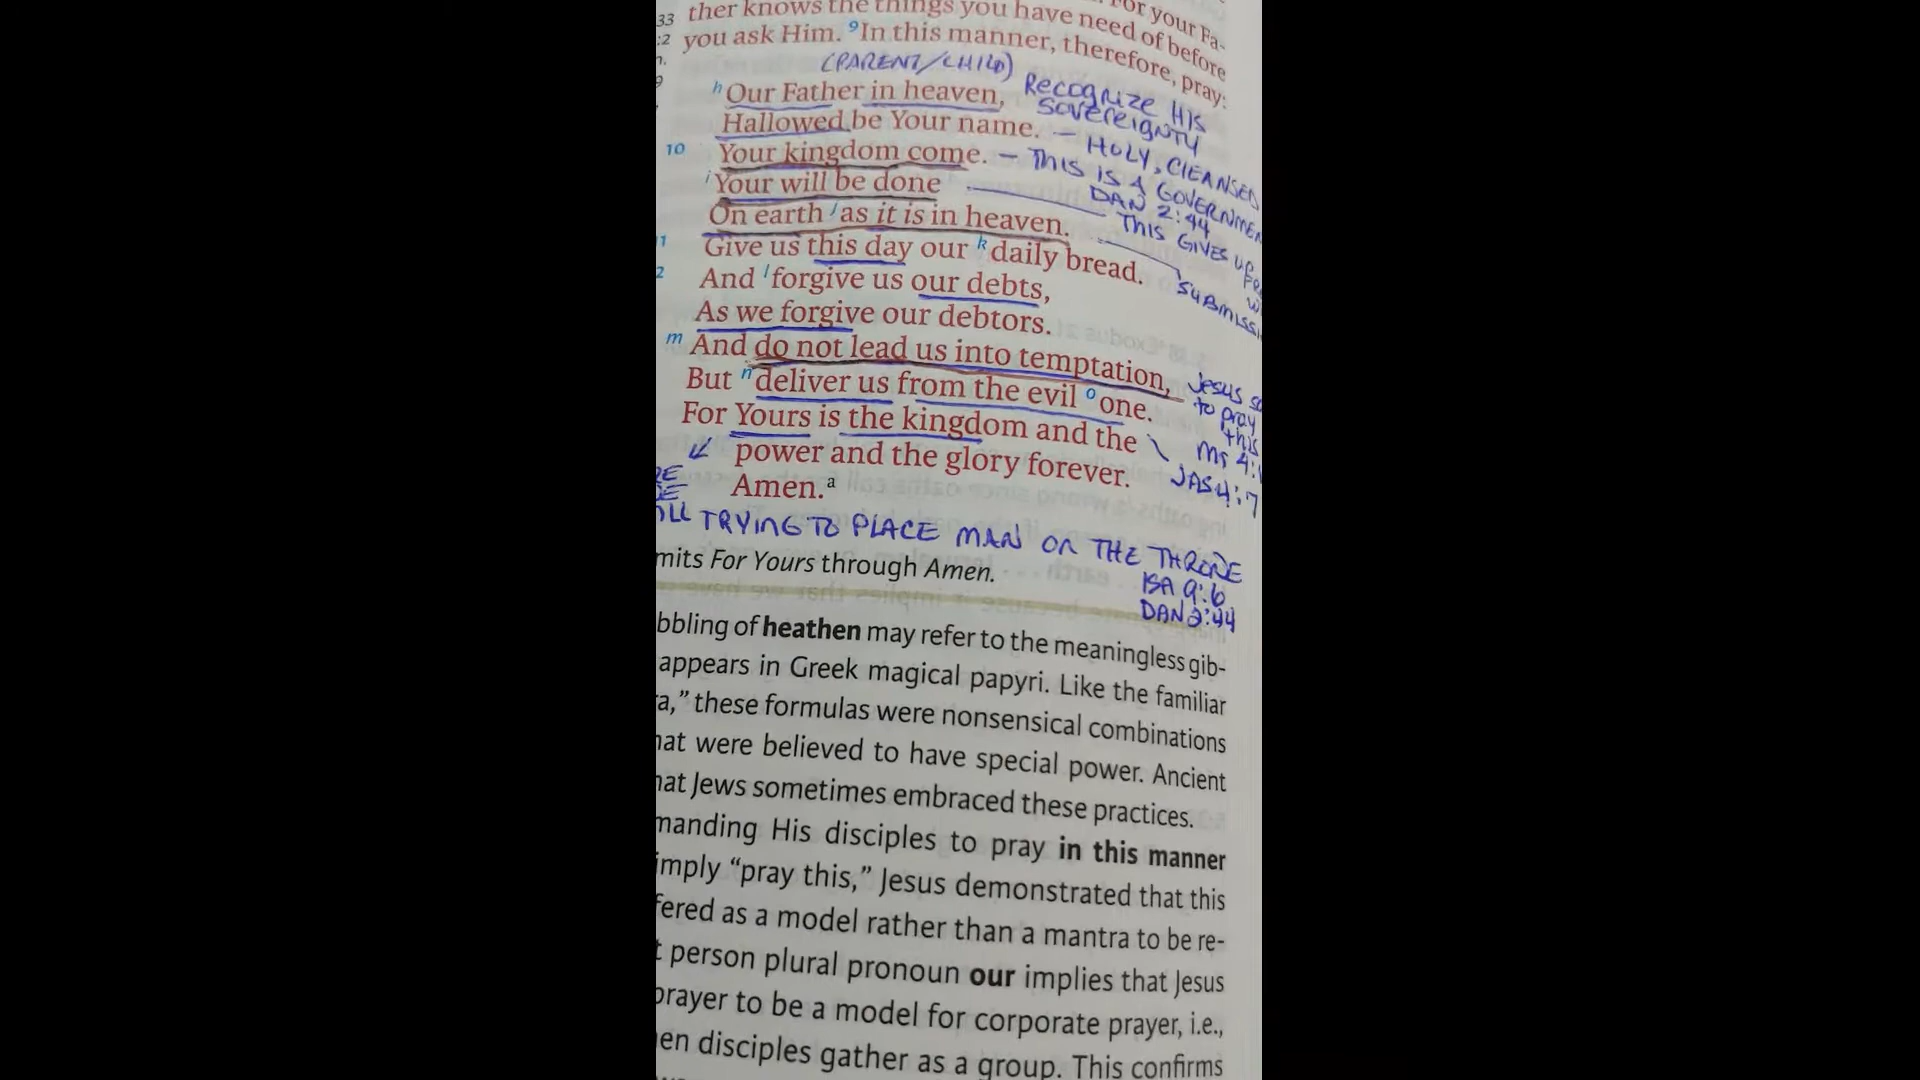 33 ther knows the things you have need of before
:2 you ask Him. 9In this manner, therefore, pray:
For your Fa-
(PARENT/CHILD)
h Our Father in heaven, Recognize HIS SOVEREIGNTY
Hallowed be Your name. – HOLY, CLEANSED
10 Your kingdom come. – THIS IS A GOVERNMEN
DAN 2:44
i Your will be done THIS GIVES UP
On earth j as it is in heaven. SUBMISSI
1 Give us this day our k daily bread.
2 And l forgive us our debts,
As we forgive our debtors.
m And do not lead us into temptation,
But n deliver us from the evil o one.
Jesus
to pray
this
For Yours is the kingdom and the
JAS 4:7
power and the glory forever.
Amen.a
TRYING TO PLACE MAN ON THE THRONE
ISA 9:6
DAN 2:44
mits For Yours through Amen.
bbling of heathen may refer to the meaningless gib-
appears in Greek magical papyri. Like the familiar
a,” these formulas were nonsensical combinations
hat were believed to have special power. Ancient
hat Jews sometimes embraced these practices.
manding His disciples to pray in this manner
imply “pray this,” Jesus demonstrated that this
fered as a model rather than a mantra to be re-
t person plural pronoun our implies that Jesus
prayer to be a model for corporate prayer, i.e.,
en disciples gather as a group. This confirms